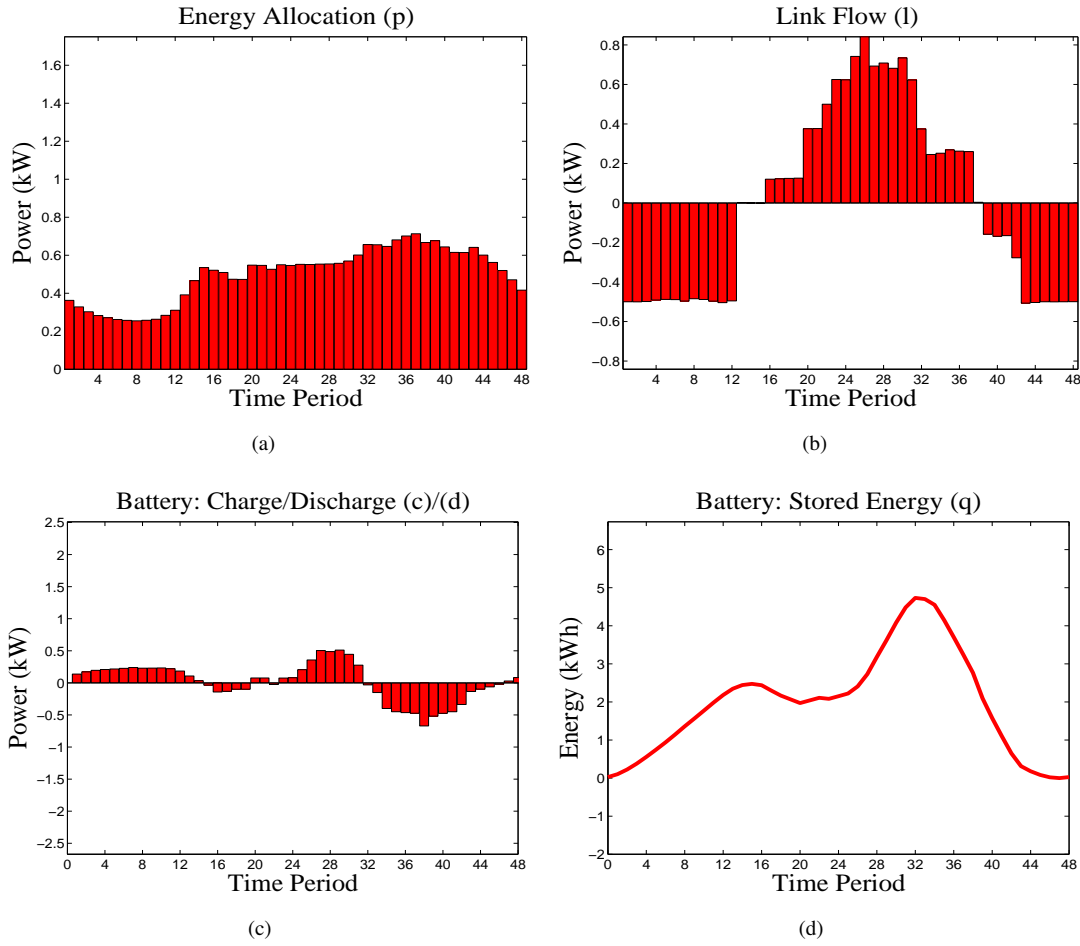 Energy Allocation (p)
Power (kW)
1.6
1.4
1.2
1
0.8
0.6
0.4
0.2
0
4 8 12 16 20 24 28 32 36 40 44 48
Time Period
(a)
Link Flow (l)
Power (kW)
0.8
0.6
0.4
0.2
0
−0.2
−0.4
−0.6
−0.8
4 8 12 16 20 24 28 32 36 40 44 48
Time Period
(b)
Battery: Charge/Discharge (c)/(d)
Power (kW)
2.5
2
1.5
1
0.5
0
−0.5
−1
−1.5
−2
−2.5
0 4 8 12 16 20 24 28 32 36 40 44 48
Time Period
(c)
Battery: Stored Energy (q)
Energy (kWh)
6
5
4
3
2
1
0
−1
−2
0 4 8 12 16 20 24 28 32 36 40 44 48
Time Period
(d)